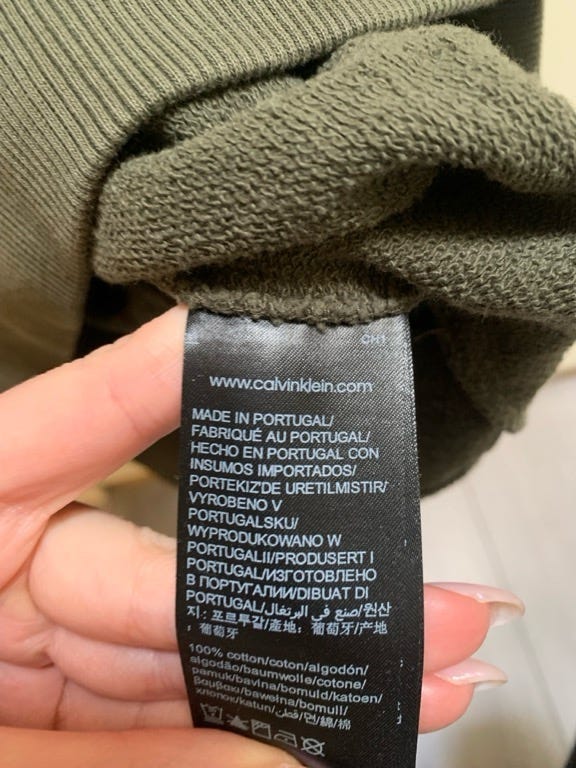 CH1
www.calvinklein.com
MADE IN PORTUGAL/
FABRIQUÉ AU PORTUGAL/
HECHO EN PORTUGAL CON
INSUMOS IMPORTADOS/
PORTEKIZ'DE URETILMISTIR/
VYROBENO V
PORTUGALSKU/
WYPRODUKOWANO W
PORTUGALII/PRODUSERT I
PORTUGAL/ИЗГОТОВЛЕНО
В ПОРТУГАЛИИ/DIBUAT DI
PORTUGAL/صنع في البرتغال/원산
지: 포르투갈/產地: 葡萄牙/产地
: 葡萄牙
100% cotton/coton/algodón/
algodão/baumwolle/cotone/
pamuk/bavlna/bomuld/katoen/
βαμβακι/bawełna/bomull/
хлопок/katun/قطن/면/綿/棉